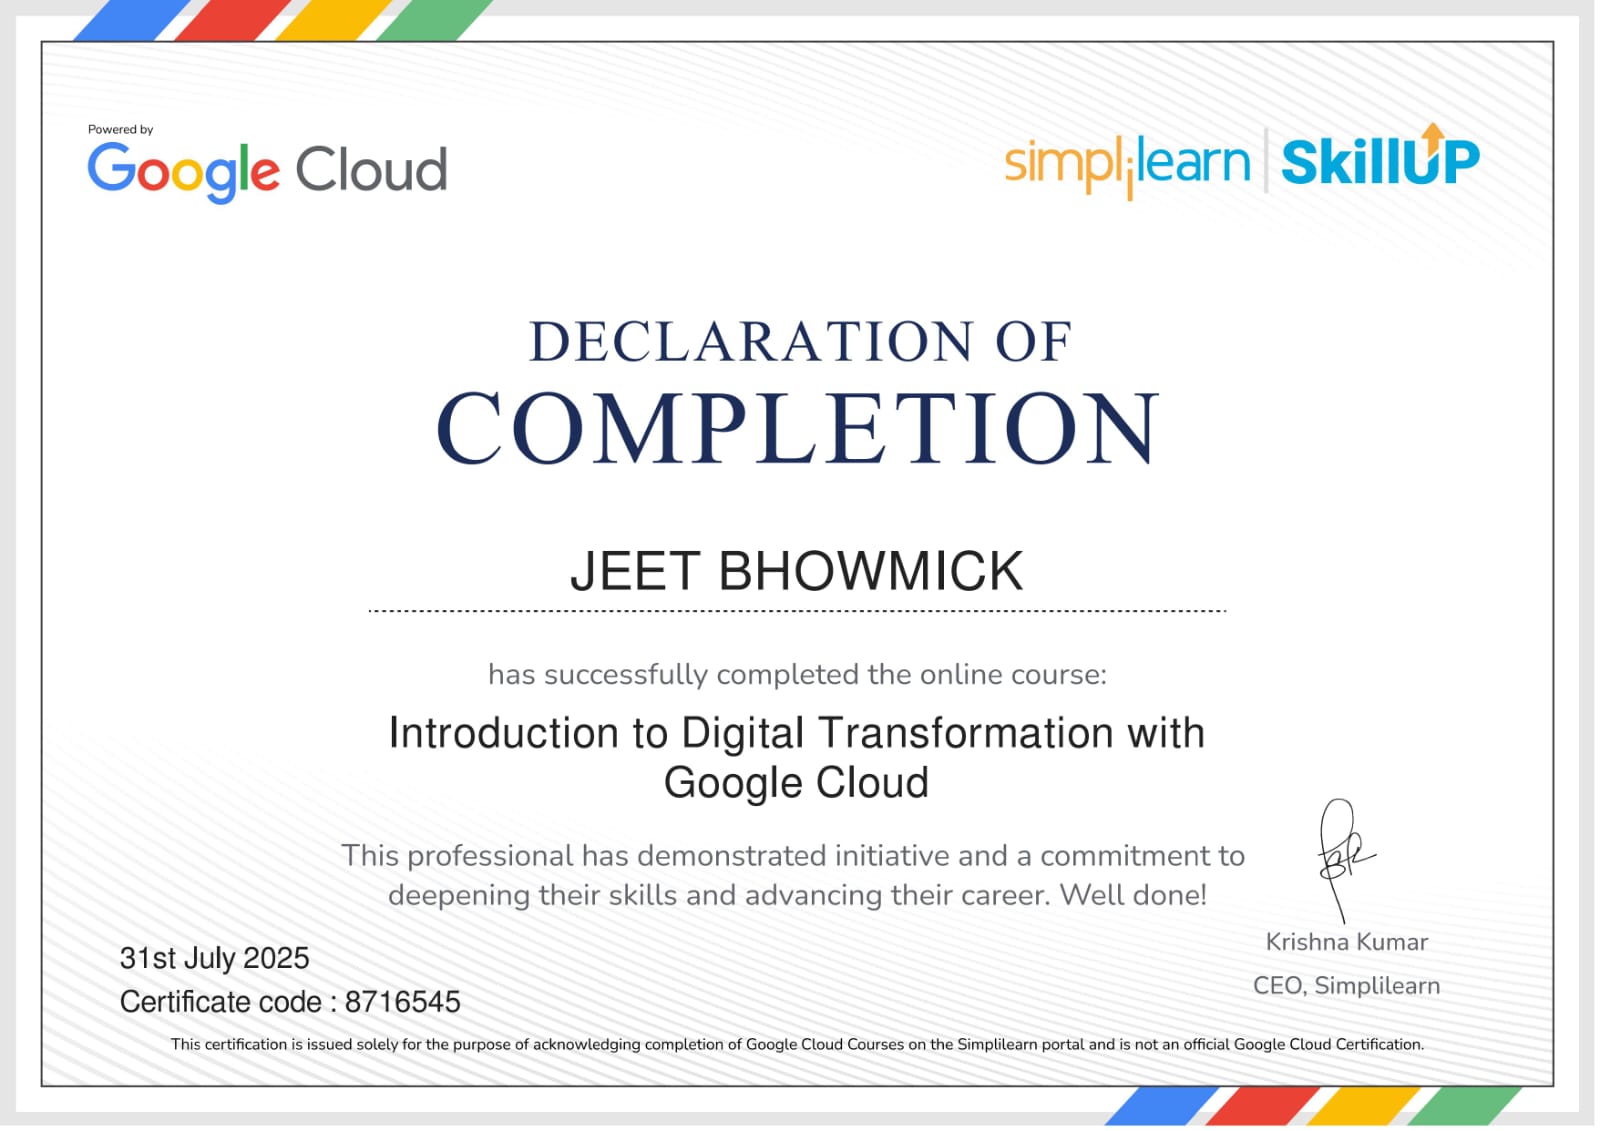 Powered by
Google Cloud
simplilearn | SkillUP
DECLARATION OF
COMPLETION
JEET BHOWMICK
has successfully completed the online course:
Introduction to Digital Transformation with
Google Cloud
This professional has demonstrated initiative and a commitment to
deepening their skills and advancing their career. Well done!
31st July 2025
Certificate code : 8716545
Krishna Kumar
CEO, Simplilearn
This certification is issued solely for the purpose of acknowledging completion of Google Cloud Courses on the Simplilearn portal and is not an official Google Cloud Certification.